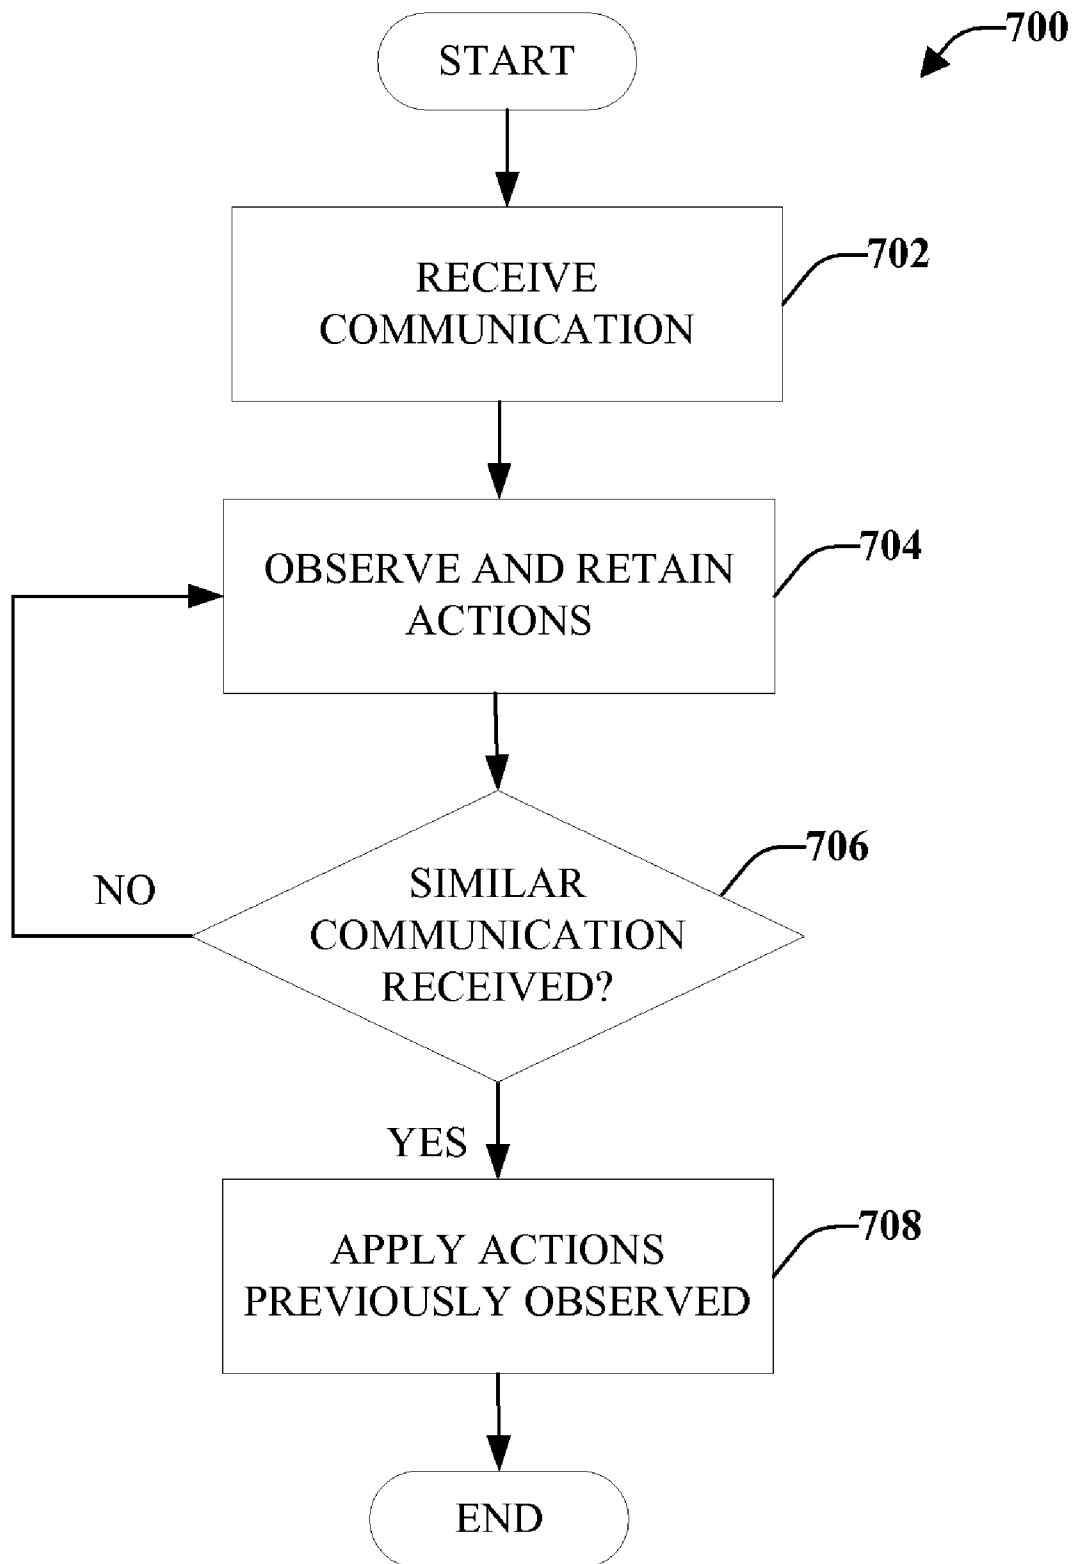 START
700
RECEIVE
COMMUNICATION
702
OBSERVE AND RETAIN
ACTIONS
704
SIMILAR
COMMUNICATION
RECEIVED?
706
NO
YES
APPLY ACTIONS
PREVIOUSLY OBSERVED
708
END